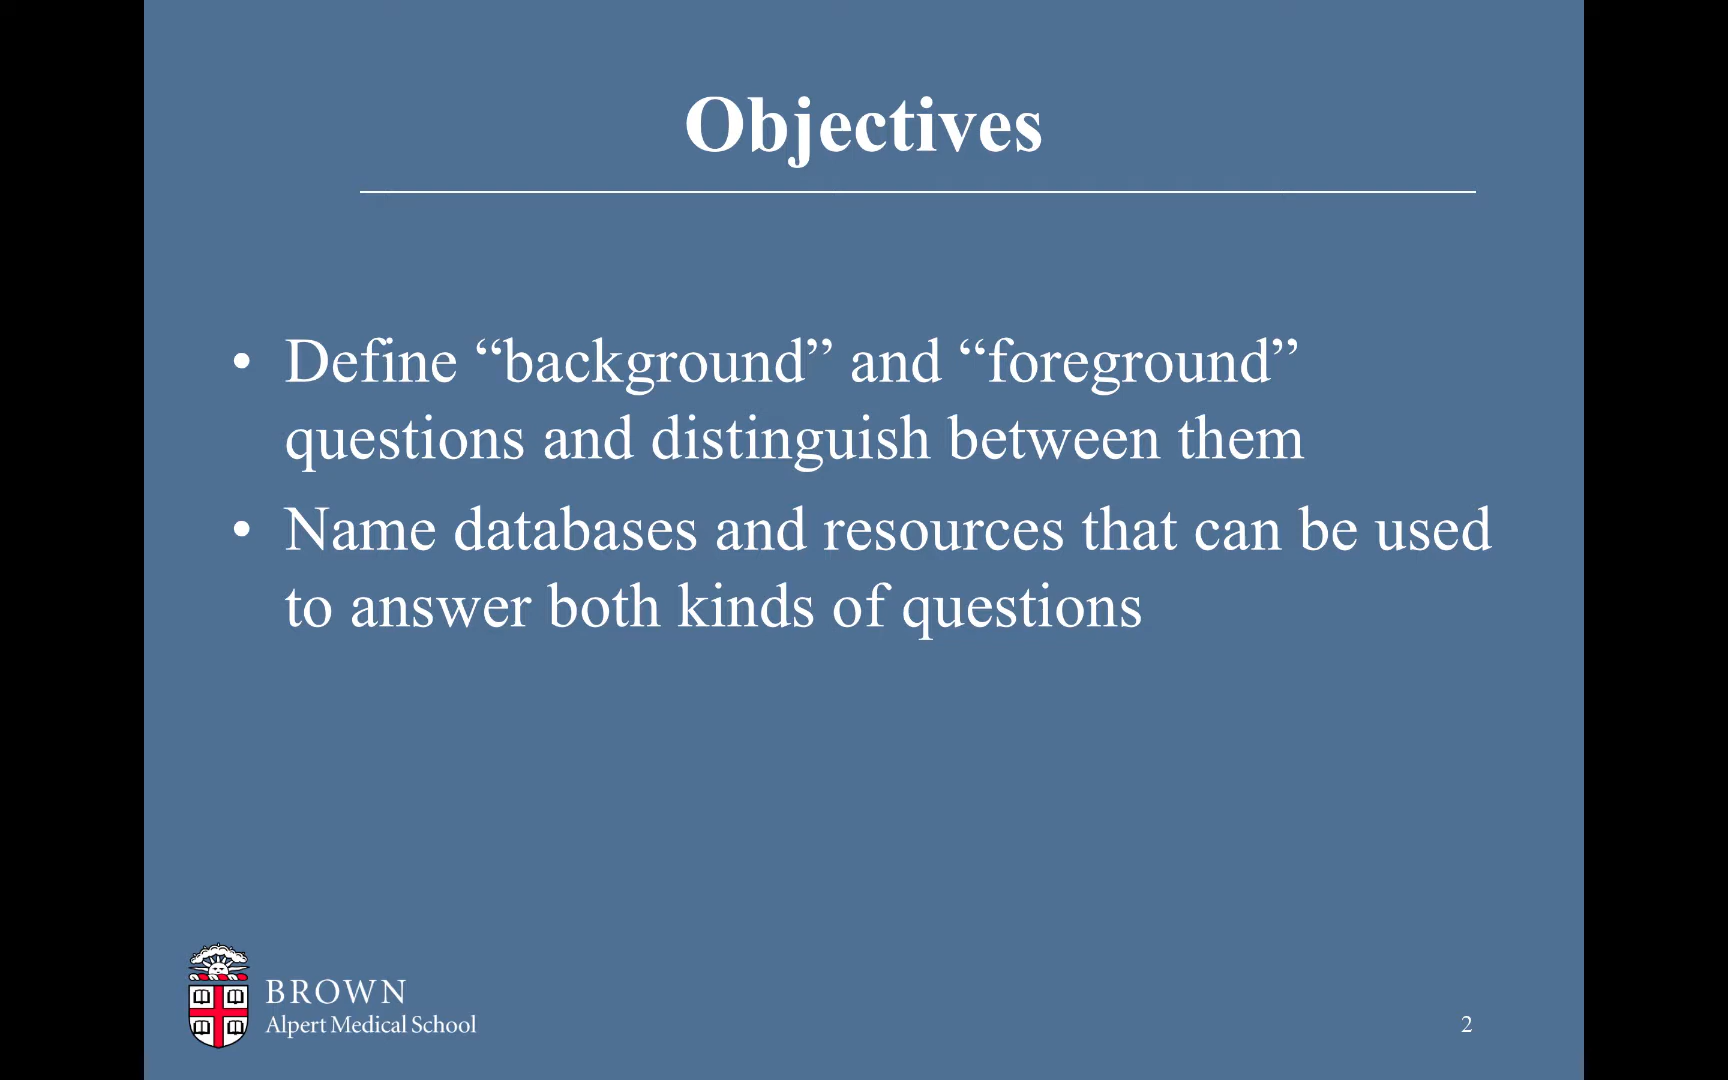 Objectives
• Define “background” and “foreground”
questions and distinguish between them
• Name databases and resources that can be used
to answer both kinds of questions
BROWN
Alpert Medical School
2